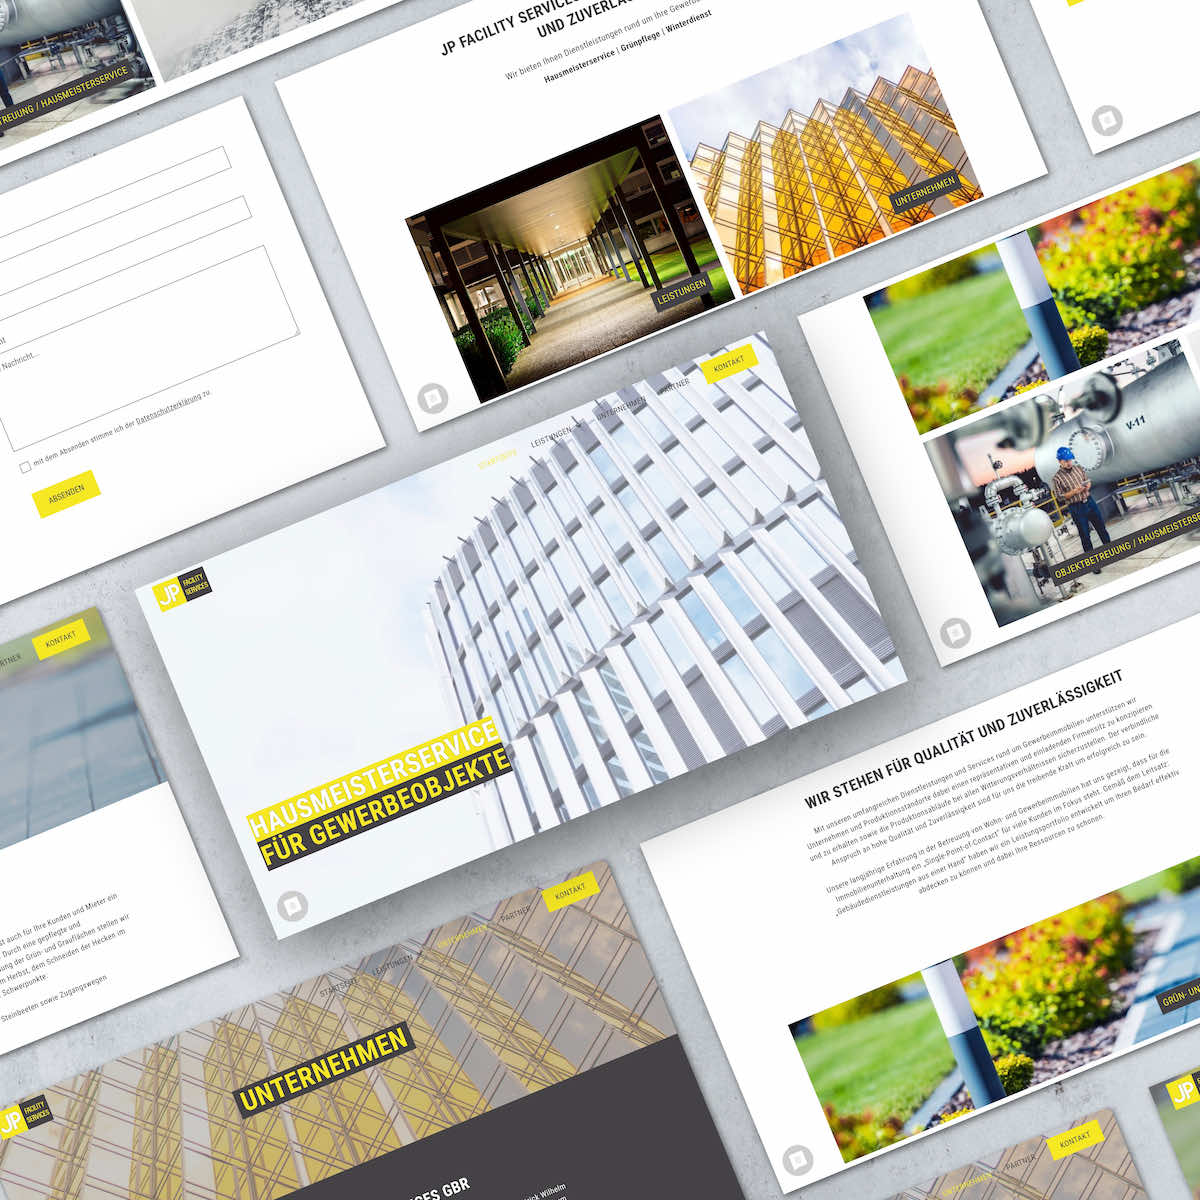 TREUUNG / HAUSMEISTERSERVICE
JP FACILITY SERVICES
UND ZUVERLÄS
Wir bieten Ihnen Dienstleistungen rund um Ihre Gewerb
Hausmeisterservice | Grünpflege | Winterdienst
LEISTUNGEN
UNTERNEHMEN
Nachricht...
mit dem Absenden stimme ich der Datenschutzerklärung zu.
ABSENDEN
JP FACILITY
SERVICES
STARTSEITE
LEISTUNGEN
UNTERNEHMEN
PARTNER
KONTAKT
HAUSMEISTERSERVICE
FÜR GEWERBEOBJEKTE
V-11
OBJEKTBETREUUNG / HAUSMEISTERSE
RTNER
KONTAKT
st auch für Ihre Kunden und Mieter ein
Durch eine gepflegte und
ung der Grün- und Grauflächen stellen wir
m Herbst, dem Schneiden der Hecken im
Schwerpunkte.
Steinbeeten sowie Zugangswegen
WIR STEHEN FÜR QUALITÄT UND ZUVERLÄSSIGKEIT
Mit unseren umfangreichen Dienstleistungen und Services rund um Gewerbeimmobilien unterstützen wir
Unternehmen und Produktionsstandorte dabei einen repräsentativen und einladenden Firmensitz zu konzipieren
und zu erhalten sowie die Produktionsabläufe bei allen Witterungsverhältnissen sicherzustellen. Der verbindliche
Anspruch an hohe Qualität und Zuverlässigkeit sind für uns die treibende Kraft um erfolgreich zu sein.
Unsere langjährige Erfahrung in der Betreuung von Wohn- und Gewerbeimmobilien hat uns gezeigt, dass für die
Immobilienunterhaltung ein „Single-Point-of-Contact" für viele Kunden im Fokus steht. Gemäß dem Leitsatz:
„Gebäudedienstleistungen aus einer Hand" haben wir ein Leistungsportfolio entwickelt um ihren Bedarf effektiv
abdecken zu können und dabei Ihre Ressourcen zu schonen.
GRÜN- UN
JP FACILITY
SERVICES
STARTSEITE
LEISTUNGEN
UNTERNEHMEN
PARTNER
KONTAKT
UNTERNEHMEN
CES GBR
rick Wilhelm
UNTERNEHMEN
PARTNER
KONTAKT
JP